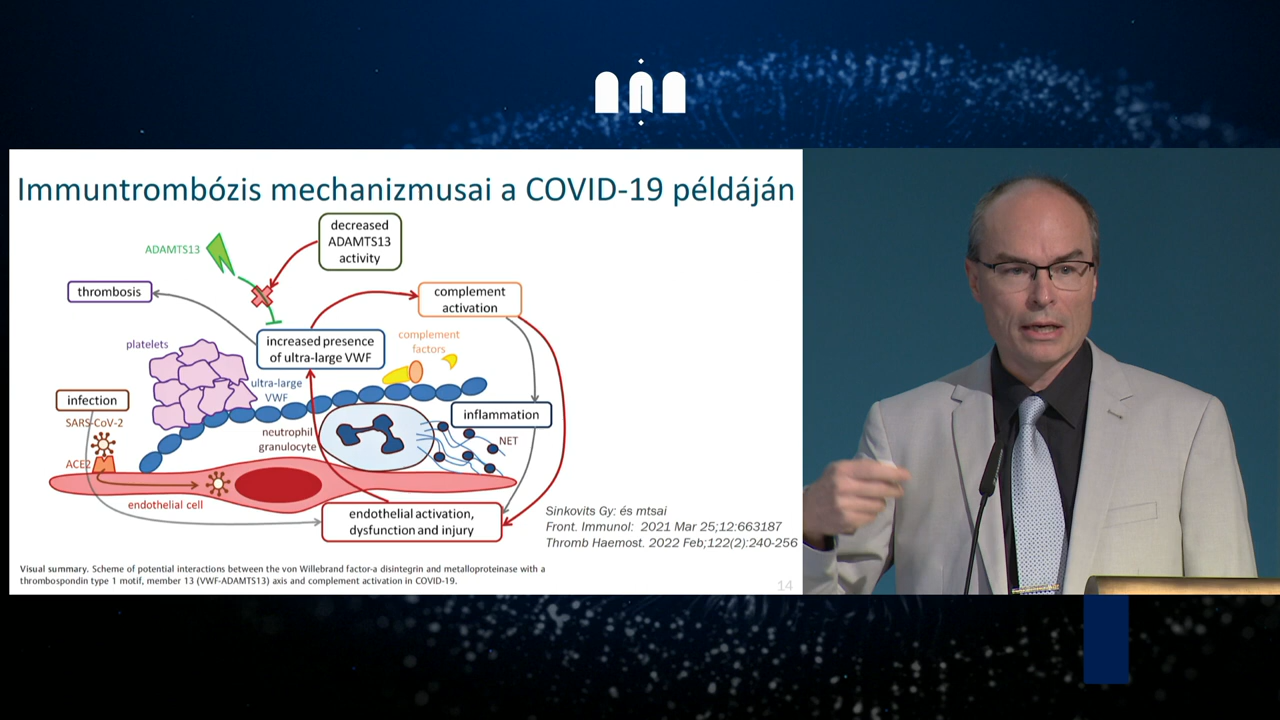 Immuntrombózis mechanizmusai a COVID-19 példáján
decreased
ADAMTS13
activity
ADAMTS13
thrombosis
complement
activation
increased presence
of ultra-large VWF
complement
factors
platelets
ultra-large
VWF
infection
inflammation
SARS-CoV-2
neutrophil
granulocyte
NET
ACE2
endothelial cell
endothelial activation,
dysfunction and injury
Sinkovits Gy: és mtsai
Front. Immunol: 2021 Mar 25;12:663187
Thromb Haemost. 2022 Feb;122(2):240-256
Visual summary. Scheme of potential interactions between the von Willebrand factor-a disintegrin and metalloproteinase with a
thrombospondin type 1 motif, member 13 (VWF-ADAMTS13) axis and complement activation in COVID-19.
14